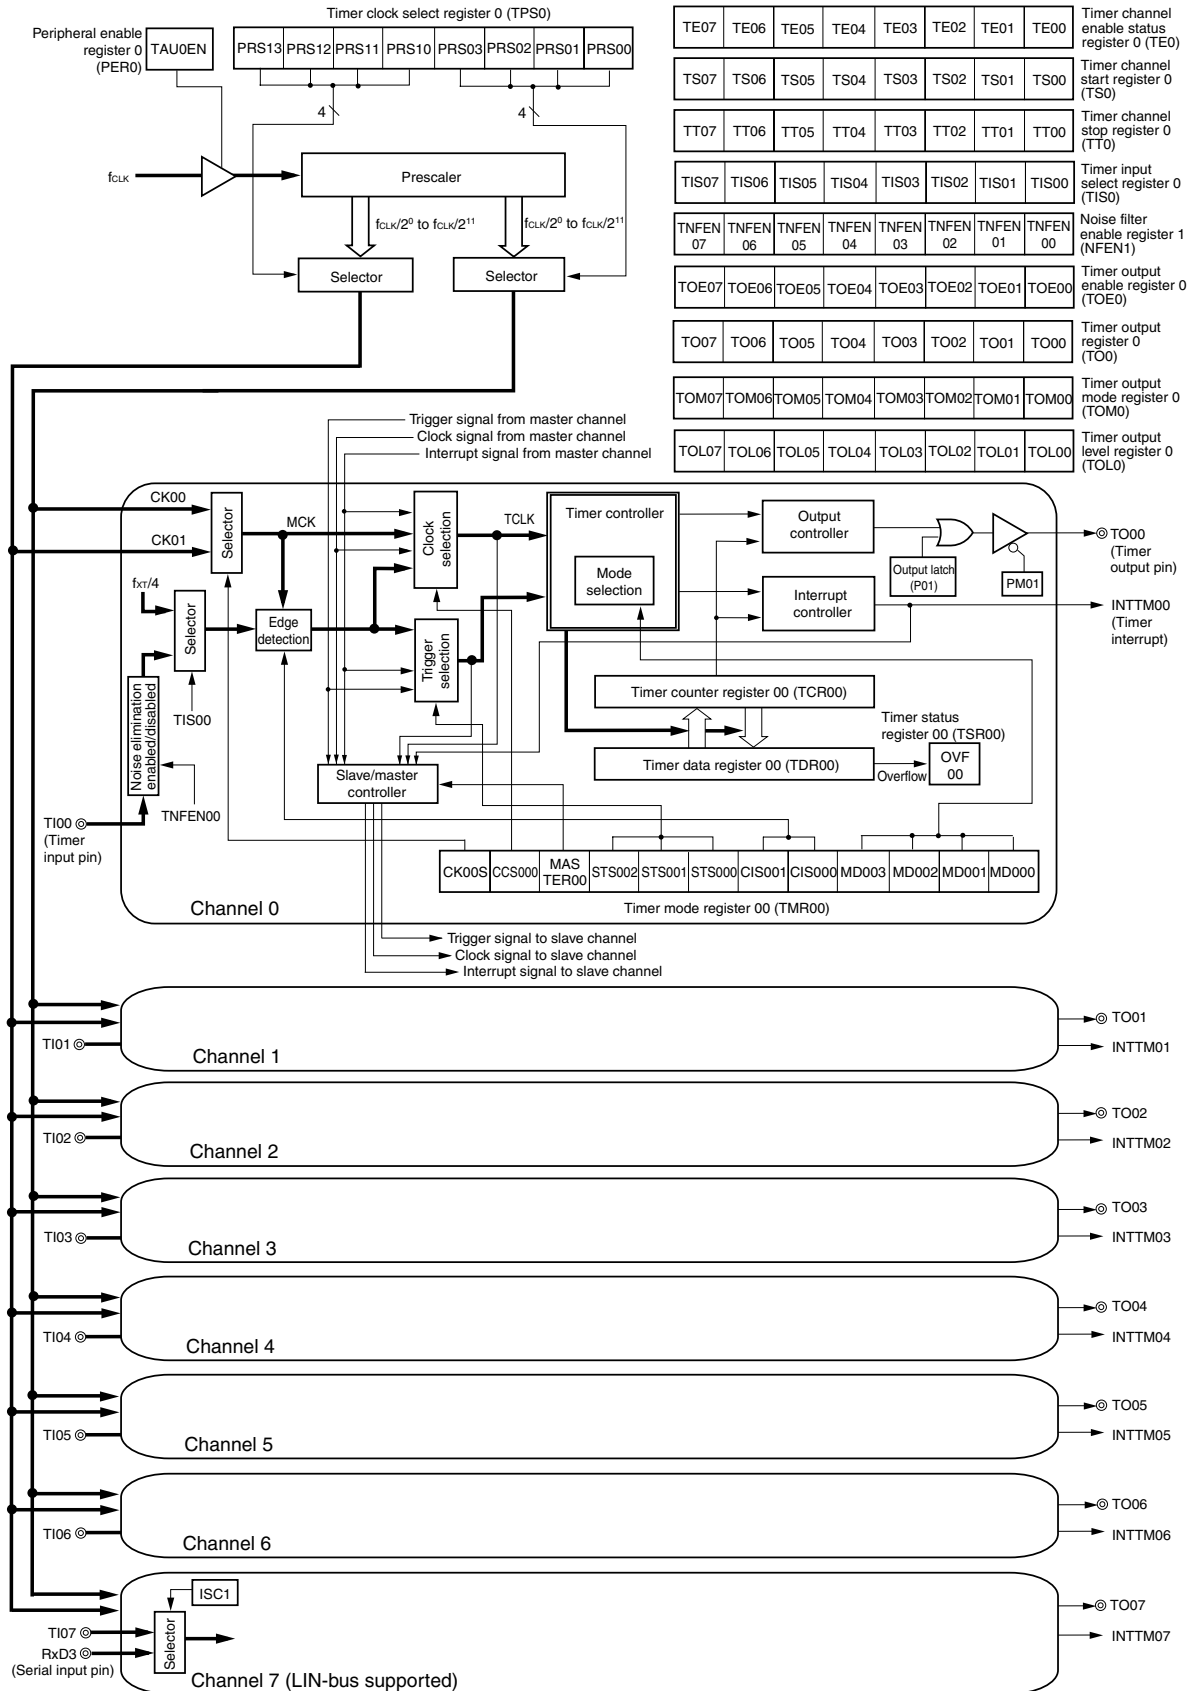 Timer clock select register 0 (TPS0)
Peripheral enable
register 0
(PER0)
TAU0EN
PRS13 PRS12 PRS11 PRS10 PRS03 PRS02 PRS01 PRS00
4
4
fCLK
Prescaler
fCLK/2⁰ to fCLK/2¹¹
fCLK/2⁰ to fCLK/2¹¹
Selector
Selector
TE07 TE06 TE05 TE04 TE03 TE02 TE01 TE00
Timer channel
enable status
register 0 (TE0)
TS07 TS06 TS05 TS04 TS03 TS02 TS01 TS00
Timer channel
start register 0
(TS0)
TT07 TT06 TT05 TT04 TT03 TT02 TT01 TT00
Timer channel
stop register 0
(TT0)
TIS07 TIS06 TIS05 TIS04 TIS03 TIS02 TIS01 TIS00
Timer input
select register 0
(TIS0)
TNFEN TNFEN TNFEN TNFEN TNFEN TNFEN TNFEN TNFEN
07 06 05 04 03 02 01 00
Noise filter
enable register 1
(NFEN1)
TOE07 TOE06 TOE05 TOE04 TOE03 TOE02 TOE01 TOE00
Timer output
enable register 0
(TOE0)
TO07 TO06 TO05 TO04 TO03 TO02 TO01 TO00
Timer output
register 0
(TO0)
TOM07 TOM06 TOM05 TOM04 TOM03 TOM02 TOM01 TOM00
Timer output
mode register 0
(TOM0)
TOL07 TOL06 TOL05 TOL04 TOL03 TOL02 TOL01 TOL00
Timer output
level register 0
(TOL0)
Trigger signal from master channel
Clock signal from master channel
Interrupt signal from master channel
CK00
CK01
Selector
MCK
Clock
selection
TCLK
Timer controller
Mode
selection
Output
controller
Output latch
(P01)
PM01
TO00
(Timer
output pin)
Interrupt
controller
INTTM00
(Timer
interrupt)
fXT/4
Selector
Edge
detection
Trigger
selection
TIS00
Noise elimination
enabled/disabled
TNFEN00
TI00
(Timer
input pin)
Slave/master
controller
Timer counter register 00 (TCR00)
Timer data register 00 (TDR00)
Timer status
register 00 (TSR00)
Overflow
OVF
00
CK00S CCS000 MAS
TER00 STS002 STS001 STS000 CIS001 CIS000 MD003 MD002 MD001 MD000
Timer mode register 00 (TMR00)
Channel 0
Trigger signal to slave channel
Clock signal to slave channel
Interrupt signal to slave channel
TI01
Channel 1
TO01
INTTM01
TI02
Channel 2
TO02
INTTM02
TI03
Channel 3
TO03
INTTM03
TI04
Channel 4
TO04
INTTM04
TI05
Channel 5
TO05
INTTM05
TI06
Channel 6
TO06
INTTM06
ISC1
TI07
RxD3
(Serial input pin)
Selector
Channel 7 (LIN-bus supported)
TO07
INTTM07